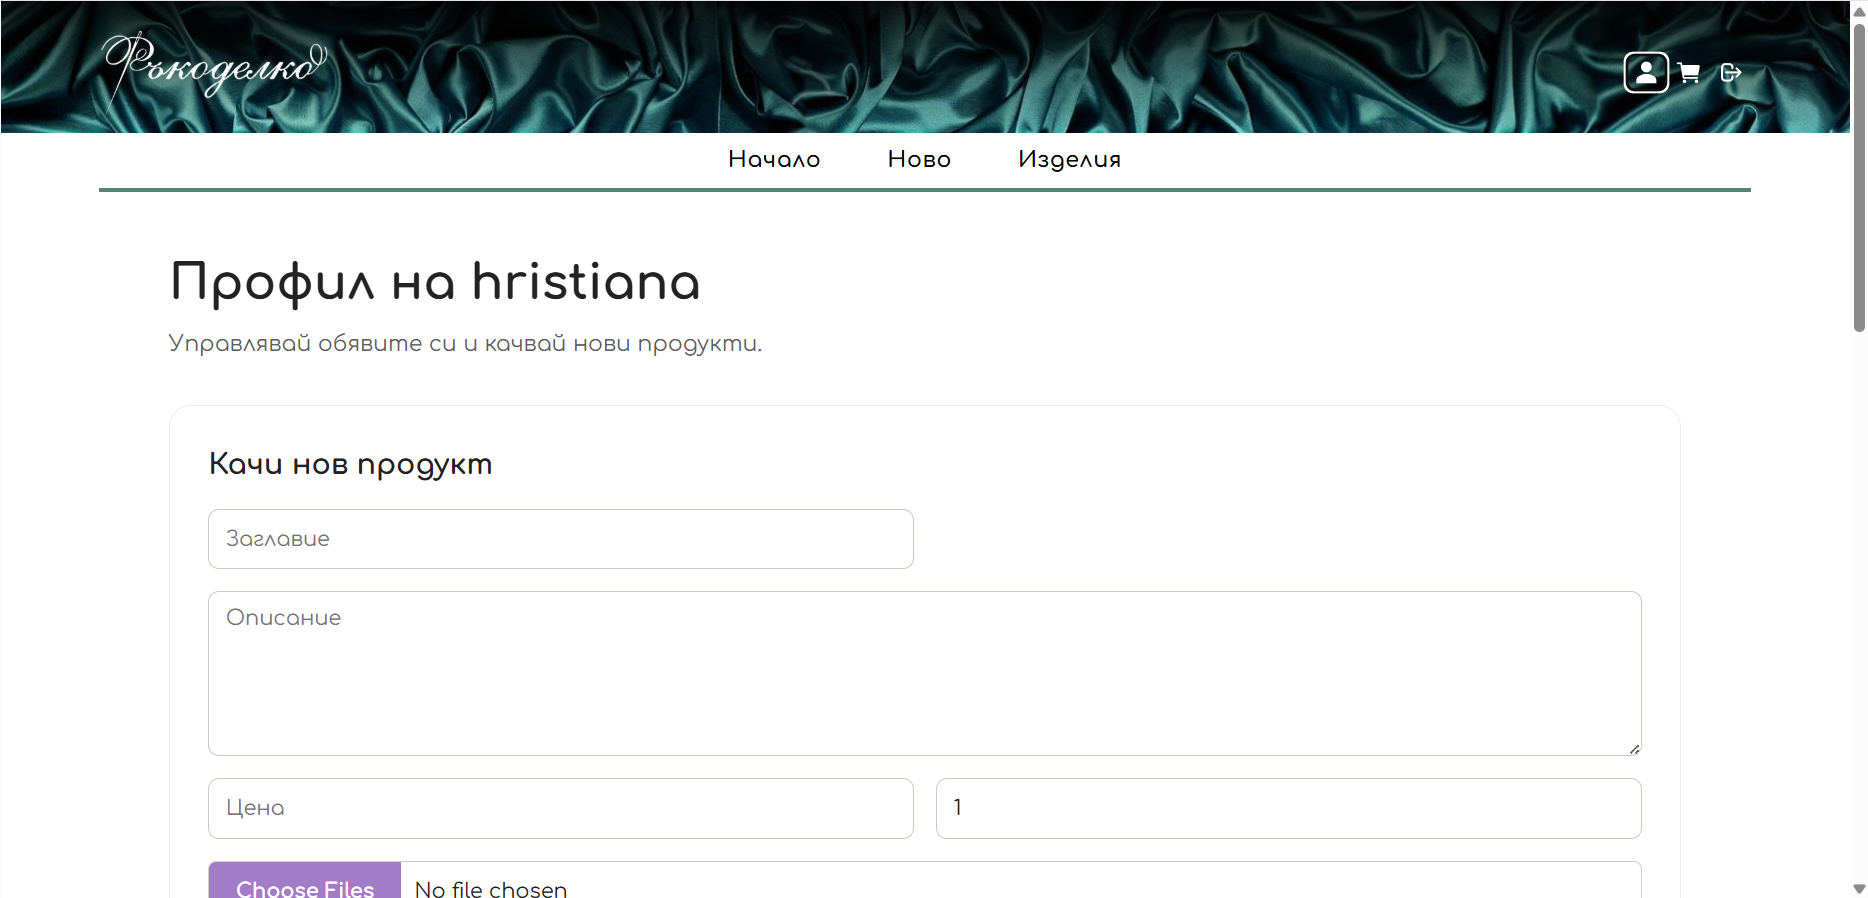 Ръкоделко
Начало Ново Изделия
Профил на hristiana
Управлявай обявите си и качвай нови продукти.
Качи нов продукт
Заглавие
Описание
Цена 1
Choose Files No file chosen